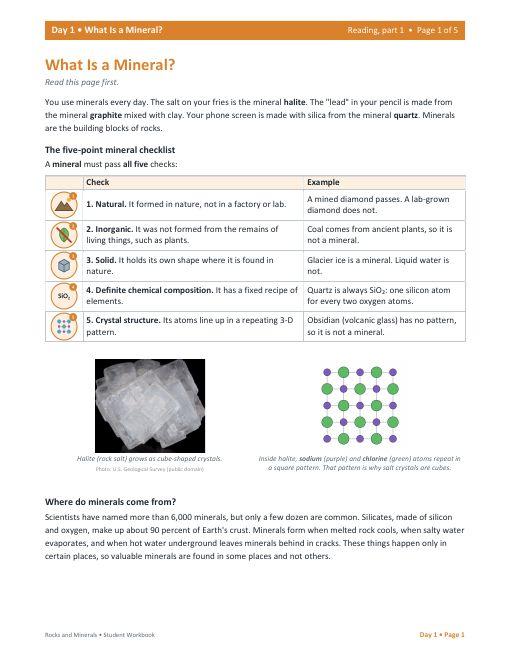 Day 1 • What Is a Mineral?
Reading, part 1 • Page 1 of 5
What Is a Mineral?
Read this page first.
You use minerals every day. The salt on your fries is the mineral halite. The "lead" in your pencil is made from
the mineral graphite mixed with clay. Your phone screen is made with silica from the mineral quartz. Minerals
are the building blocks of rocks.
The five-point mineral checklist
A mineral must pass all five checks:
Check
Example
1. Natural. It formed in nature, not in a factory or lab.
A mined diamond passes. A lab-grown
diamond does not.
2. Inorganic. It was not formed from the remains of
living things, such as plants.
Coal comes from ancient plants, so it is
not a mineral.
3. Solid. It holds its own shape where it is found in
nature.
Glacier ice is a mineral. Liquid water is
not.
SiO₂
4. Definite chemical composition. It has a fixed recipe of
elements.
Quartz is always SiO₂: one silicon atom
for every two oxygen atoms.
5. Crystal structure. Its atoms line up in a repeating 3-D
pattern.
Obsidian (volcanic glass) has no pattern,
so it is not a mineral.
Halite (rock salt) grows as cube-shaped crystals.
Photo: U.S. Geological Survey (public domain)
Inside halite, sodium (purple) and chlorine (green) atoms repeat in
a square pattern. That pattern is why salt crystals are cubes.
Where do minerals come from?
Scientists have named more than 6,000 minerals, but only a few dozen are common. Silicates, made of silicon
and oxygen, make up about 90 percent of Earth's crust. Minerals form when melted rock cools, when salty water
evaporates, and when hot water underground leaves minerals behind in cracks. These things happen only in
certain places, so valuable minerals are found in some places and not others.
Rocks and Minerals • Student Workbook
Day 1 • Page 1